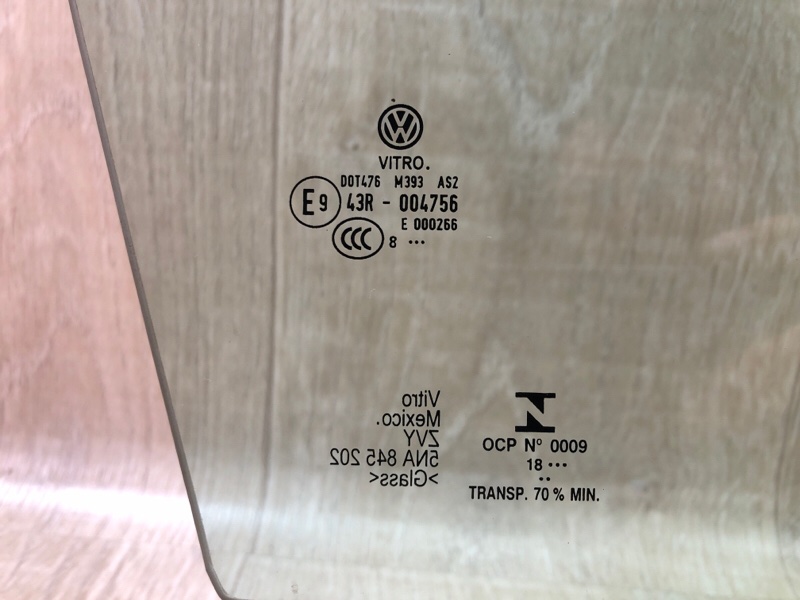 VITRO.
DOT476 M393 AS2
E9 43R - 004756
E 000266
CCC 8 •••
Vitro
Mexico.
ZVY
5NA 845 202
>Glass<
OCP Nº 0009
18 •••
••
TRANSP. 70 % MIN.